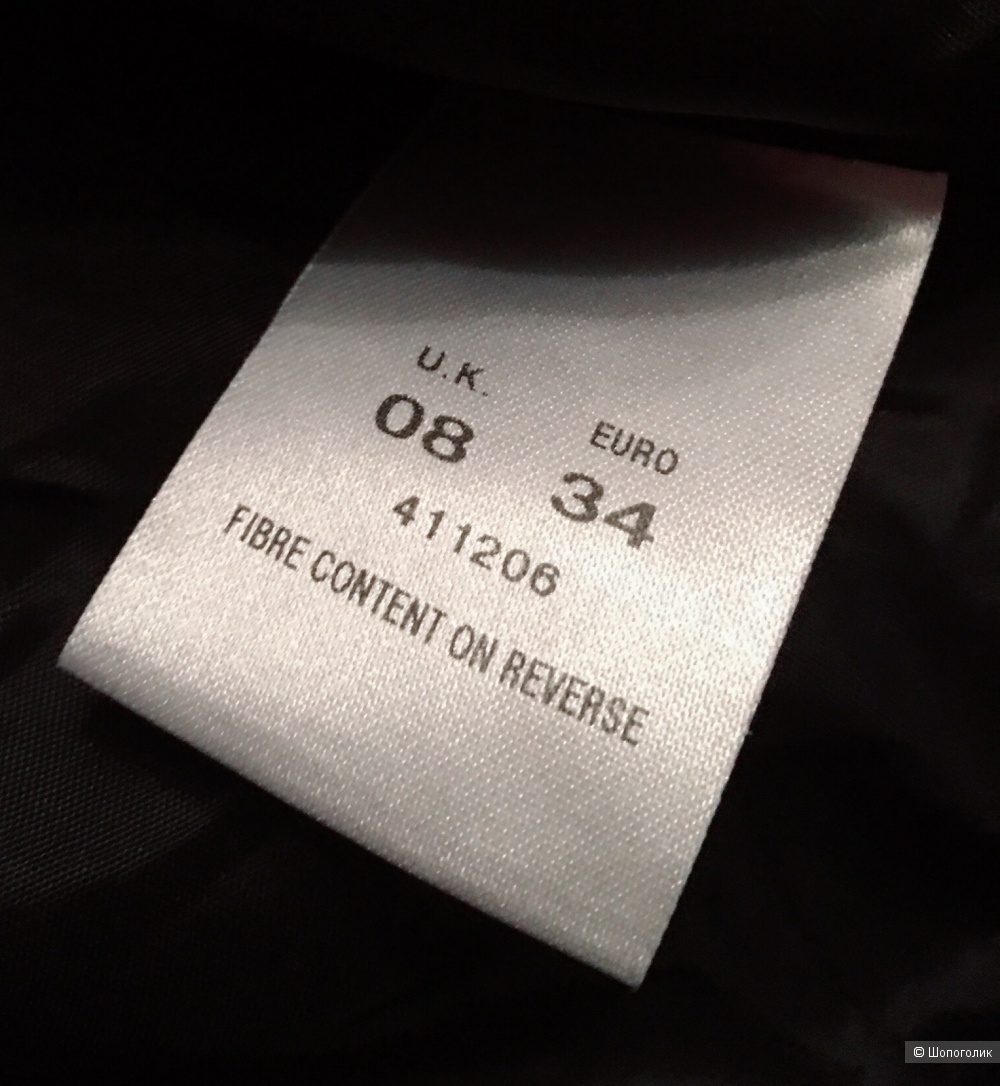 U.K.
08
EURO
34
411206
FIBRE CONTENT ON REVERSE
© Шопоголик